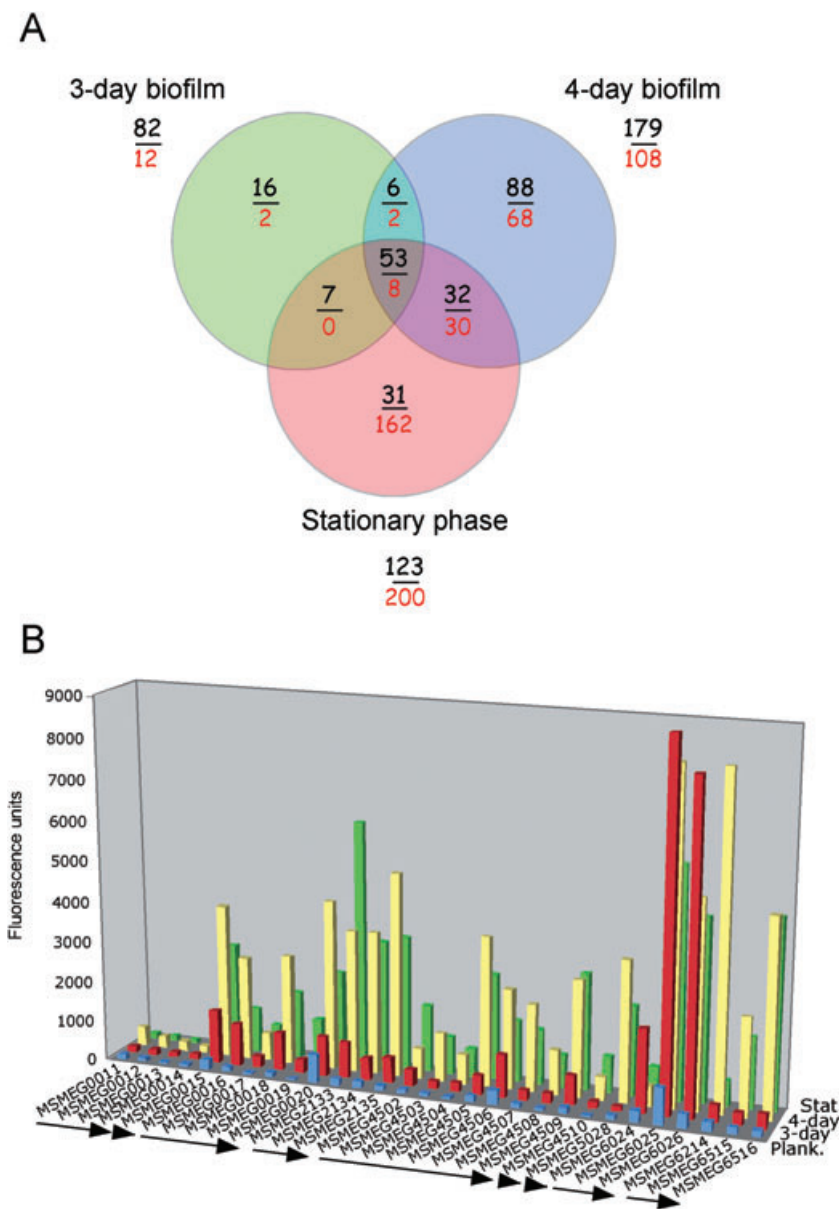 A
3-day biofilm
4-day biofilm
82
12
179
108
16
2
6
2
88
68
53
8
7
0
32
30
31
162
Stationary phase
123
200
B
Fluorescence units
9000
8000
7000
6000
5000
4000
3000
2000
1000
0
MSMEG0011
MSMEG0012
MSMEG0013
MSMEG0014
MSMEG0015
MSMEG0016
MSMEG0017
MSMEG0018
MSMEG0019
MSMEG0020
MSMEG2133
MSMEG2134
MSMEG2135
MSMEG4502
MSMEG4503
MSMEG4504
MSMEG4505
MSMEG4506
MSMEG4507
MSMEG4508
MSMEG4509
MSMEG4510
MSMEG5028
MSMEG6024
MSMEG6025
MSMEG6026
MSMEG6214
MSMEG6515
MSMEG6516
Stat
4-day
3-day
Plank.